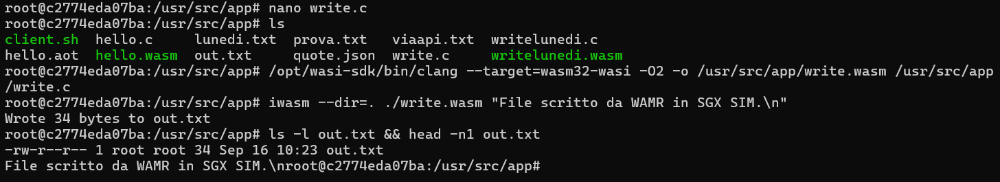 root@c2774eda07ba:/usr/src/app# nano write.c
root@c2774eda07ba:/usr/src/app# ls
client.sh  hello.c     lunedi.txt  prova.txt   viaapi.txt  writelunedi.c
hello.aot  hello.wasm  out.txt     quote.json  write.c     writelunedi.wasm
root@c2774eda07ba:/usr/src/app# /opt/wasi-sdk/bin/clang --target=wasm32-wasi -O2 -o /usr/src/app/write.wasm /usr/src/app
/write.c
root@c2774eda07ba:/usr/src/app# iwasm --dir=. ./write.wasm "File scritto da WAMR in SGX SIM.\n"
Wrote 34 bytes to out.txt
root@c2774eda07ba:/usr/src/app# ls -l out.txt && head -n1 out.txt
-rw-r--r-- 1 root root 34 Sep 16 10:23 out.txt
File scritto da WAMR in SGX SIM.\nroot@c2774eda07ba:/usr/src/app#